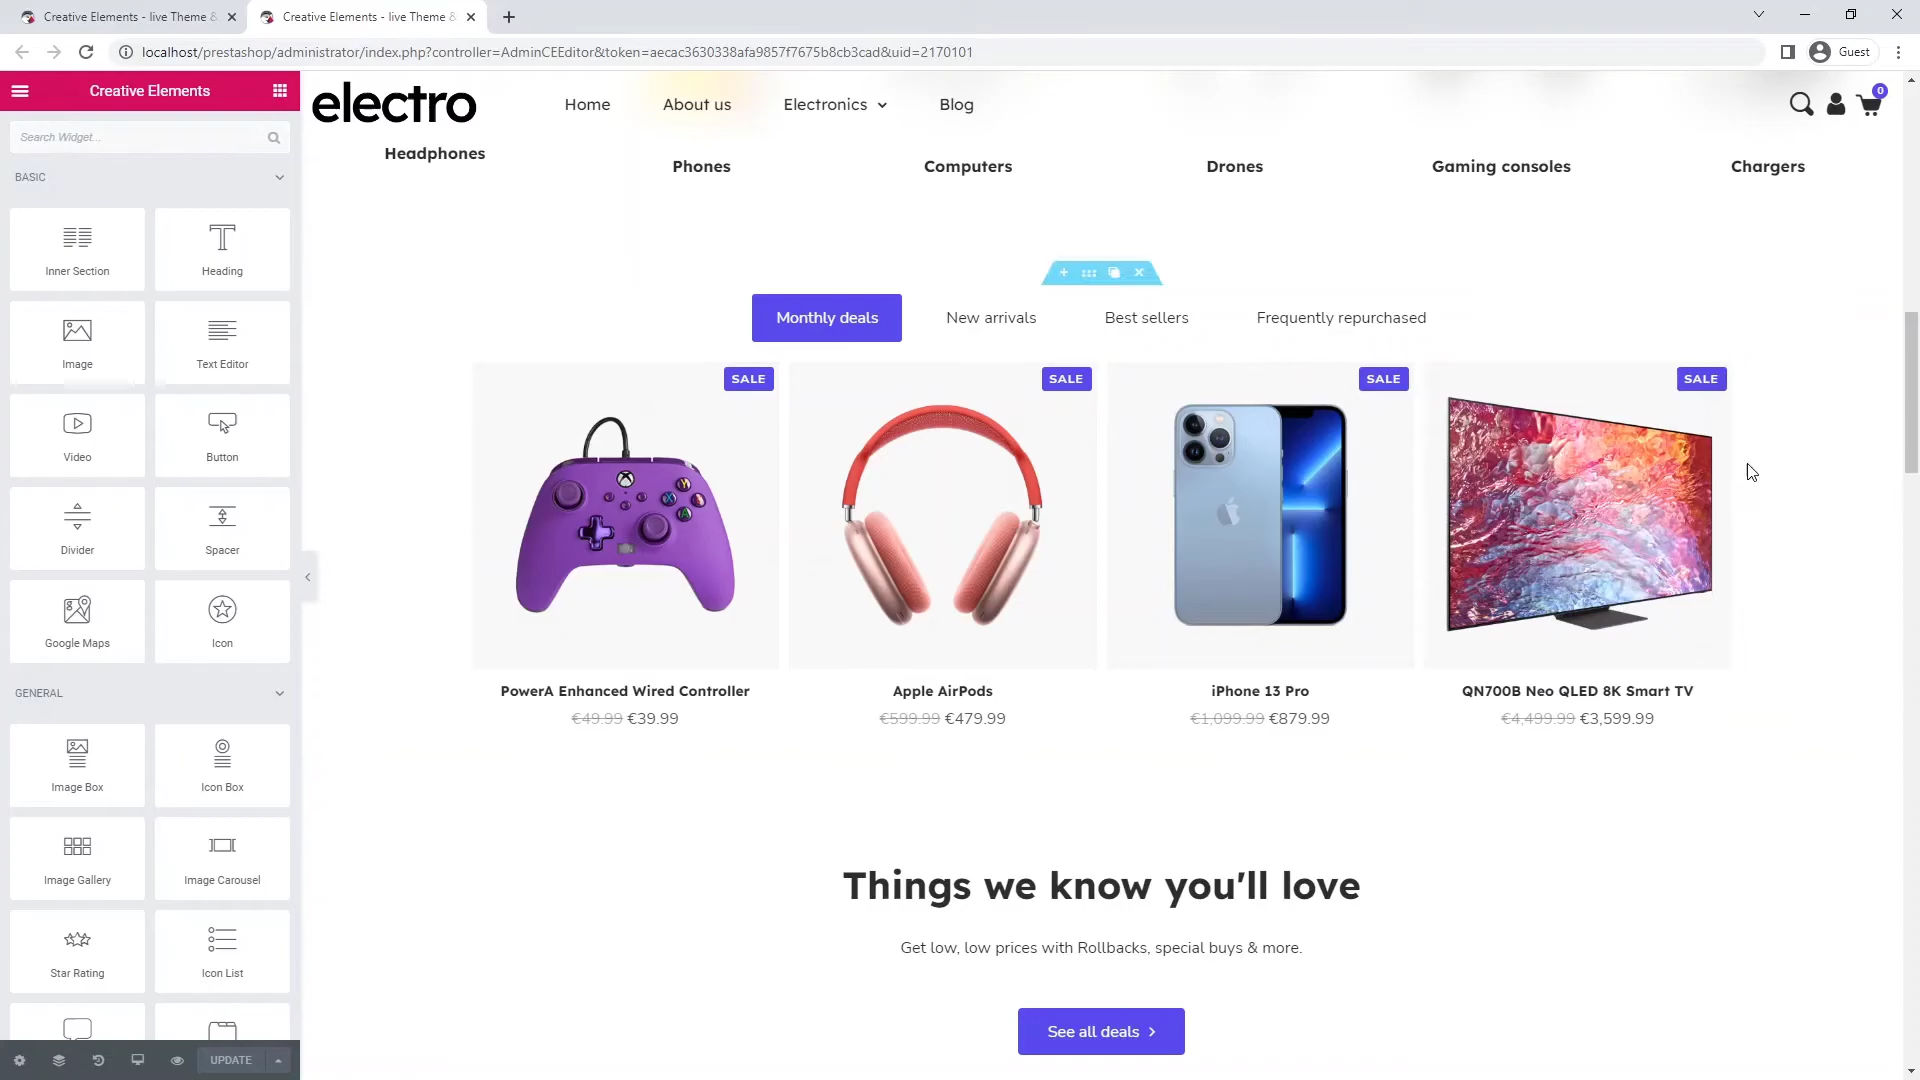 Creative Elements - live Theme &
Creative Elements - live Theme &
localhost/prestashop/administrator/index.php?controller=AdminCEEditor&token=aecac3630338afa9857f7675b8cb3cad&uid=2170101
Guest
Creative Elements
Search Widget...
BASIC
Inner Section
Heading
Image
Text Editor
Video
Button
Divider
Spacer
Google Maps
Icon
GENERAL
Image Box
Icon Box
Image Gallery
Image Carousel
Star Rating
Icon List
UPDATE
electro
Home
About us
Electronics
Blog
0
Headphones
Phones
Computers
Drones
Gaming consoles
Chargers
Monthly deals
New arrivals
Best sellers
Frequently repurchased
SALE
SALE
SALE
SALE
Y
X
B
A
PowerA Enhanced Wired Controller
Apple AirPods
iPhone 13 Pro
QN700B Neo QLED 8K Smart TV
€49.99 €39.99
€599.99 €479.99
€1,099.99 €879.99
€4,499.99 €3,599.99
Things we know you'll love
Get low, low prices with Rollbacks, special buys & more.
See all deals